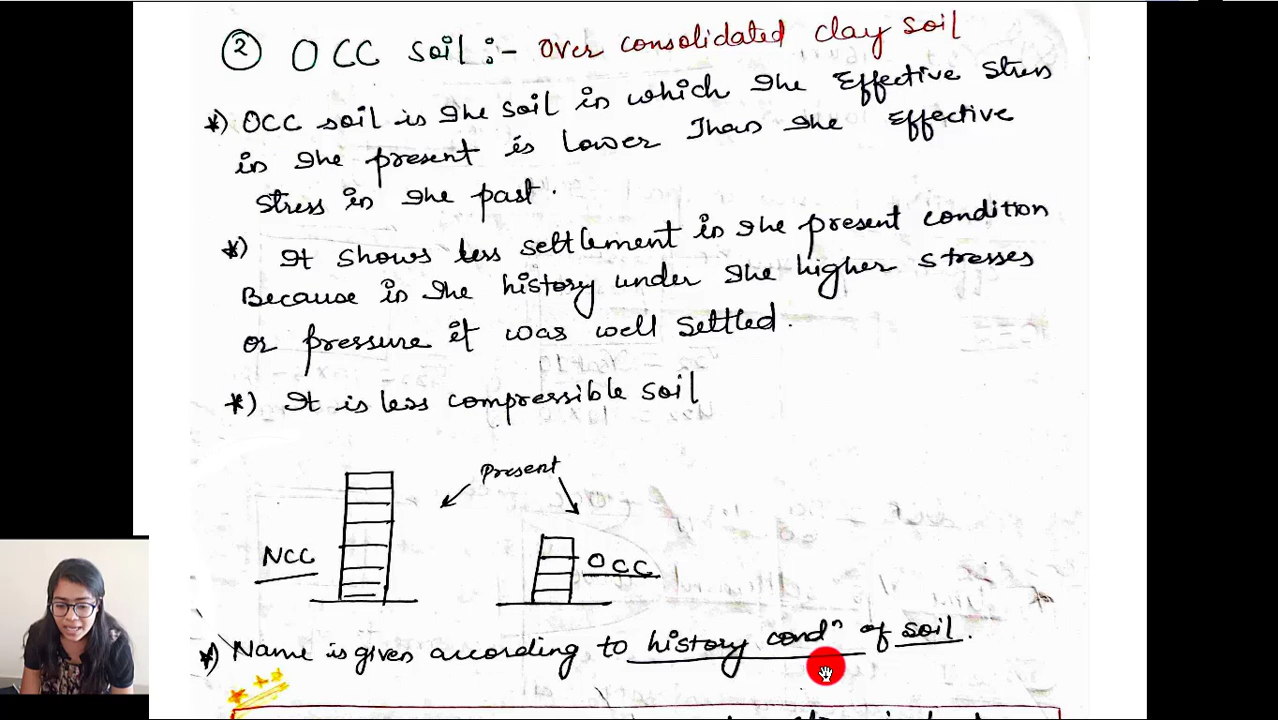 ② OCC soil :- Over consolidated clay soil
*) OCC soil is the soil in which the Effective stress
in the present is lower Than the effective
stress in the past.
*) It shows less settlement in the present condition
Because in the history under the higher stresses
or pressure it was well settled.
*) It is less compressible soil
Present
NCC
OCC
*) Name is given according to history condⁿ of soil.